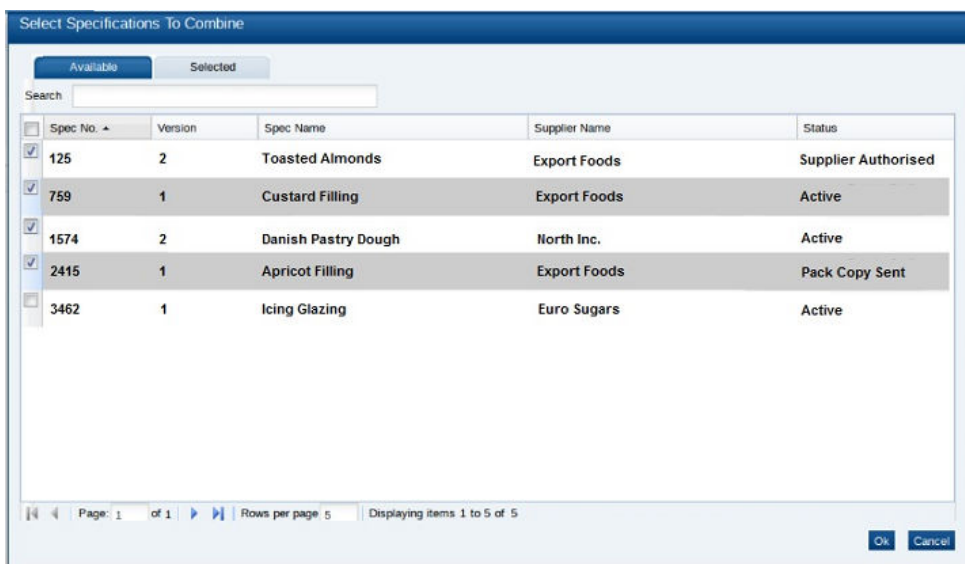 Select Specifications To Combine
Available Selected
Search
Spec No. Version Spec Name Supplier Name Status
125 2 Toasted Almonds Export Foods Supplier Authorised
759 1 Custard Filling Export Foods Active
1574 2 Danish Pastry Dough North Inc. Active
2415 1 Apricot Filling Export Foods Pack Copy Sent
3462 1 Icing Glazing Euro Sugars Active
Page: 1 of 1 Rows per page 5 Displaying items 1 to 5 of 5
Ok Cancel